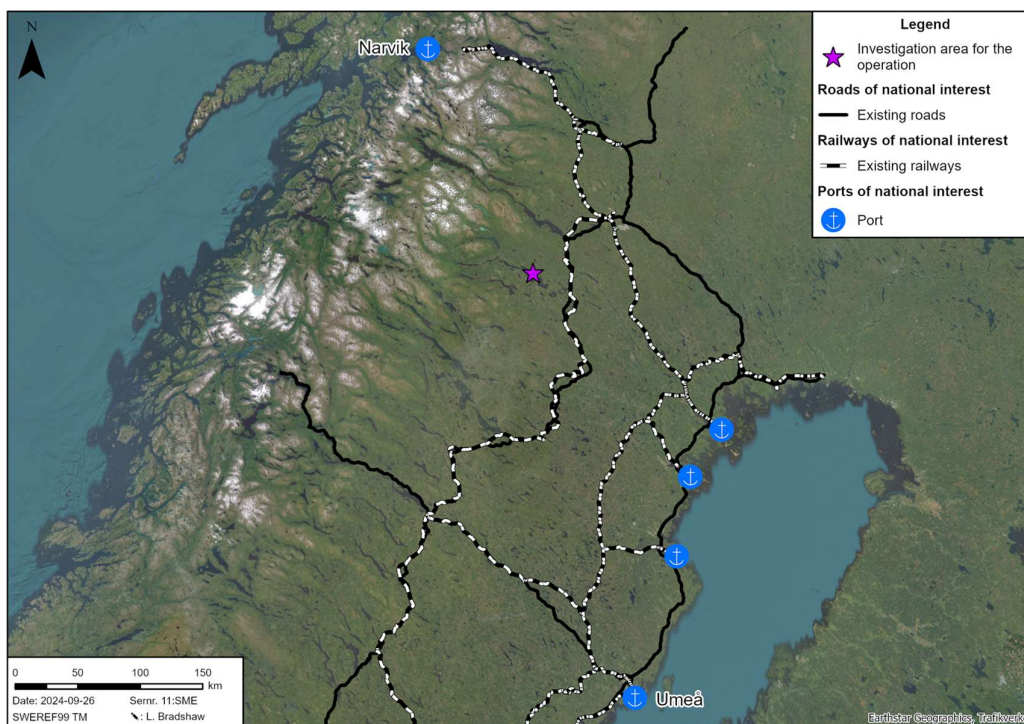 N
Narvik
Legend
Investigation area for the
operation
Roads of national interest
Existing roads
Railways of national interest
Existing railways
Ports of national interest
Port
Umeå
0 50 100 150
km
Date: 2024-09-26 Sernr. 11:SME
SWEREF99 TM : L. Bradshaw
Earthstar Geographics, Trafikverk